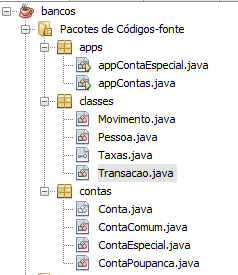 bancos
Pacotes de Códigos-fonte
apps
appContaEspecial.java
appContas.java
classes
Movimento.java
Pessoa.java
Taxas.java
Transacao.java
contas
Conta.java
ContaComum.java
ContaEspecial.java
ContaPoupanca.java